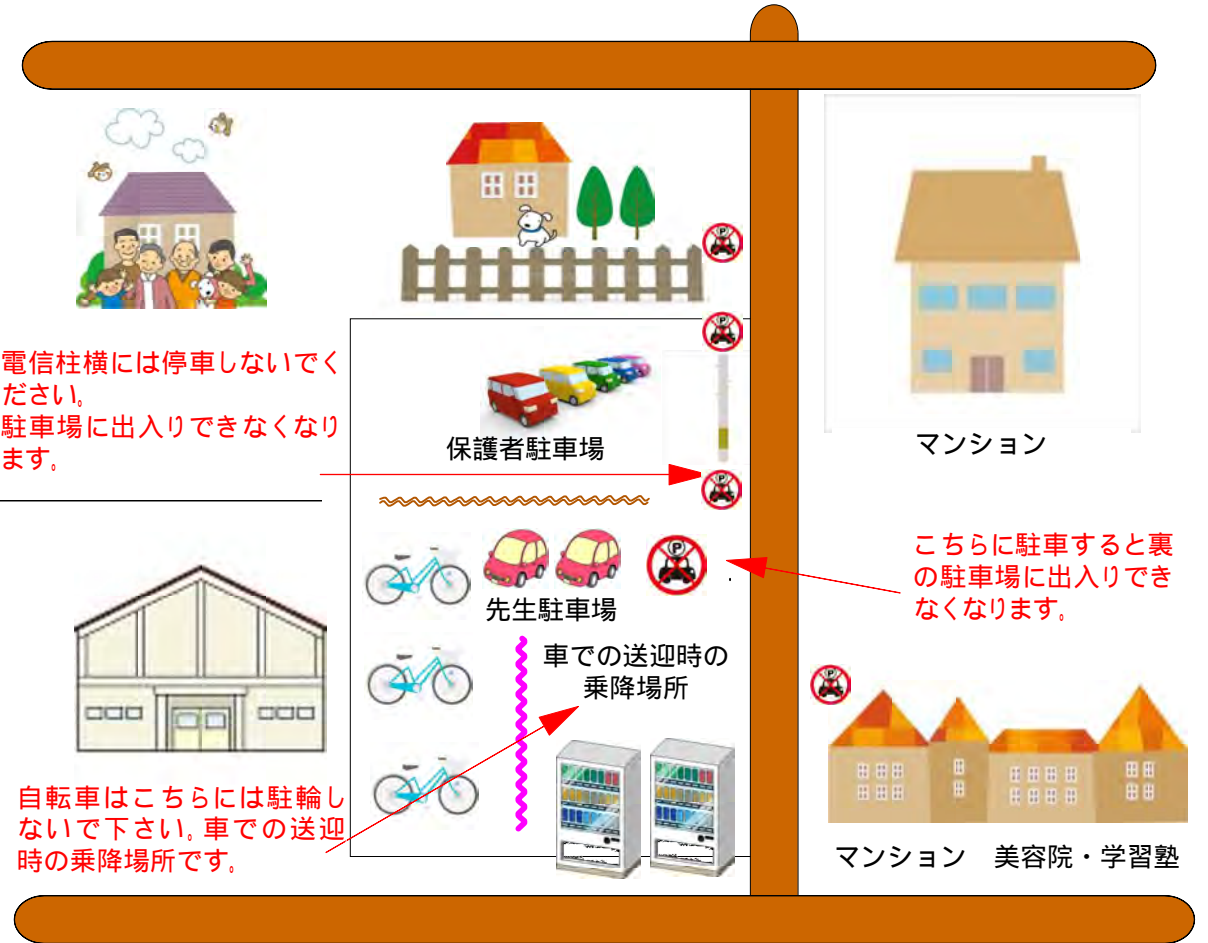 電信柱横には停車しないでく
ださい。
駐車場に出入りできなくなり
ます。
保護者駐車場
マンション
こちらに駐車すると裏
の駐車場に出入りでき
なくなります。
先生駐車場
車での送迎時の
乗降場所
自転車はこちらには駐輪し
ないで下さい。車での送迎
時の乗降場所です。
マンション　美容院・学習塾
P
P
P
P
P